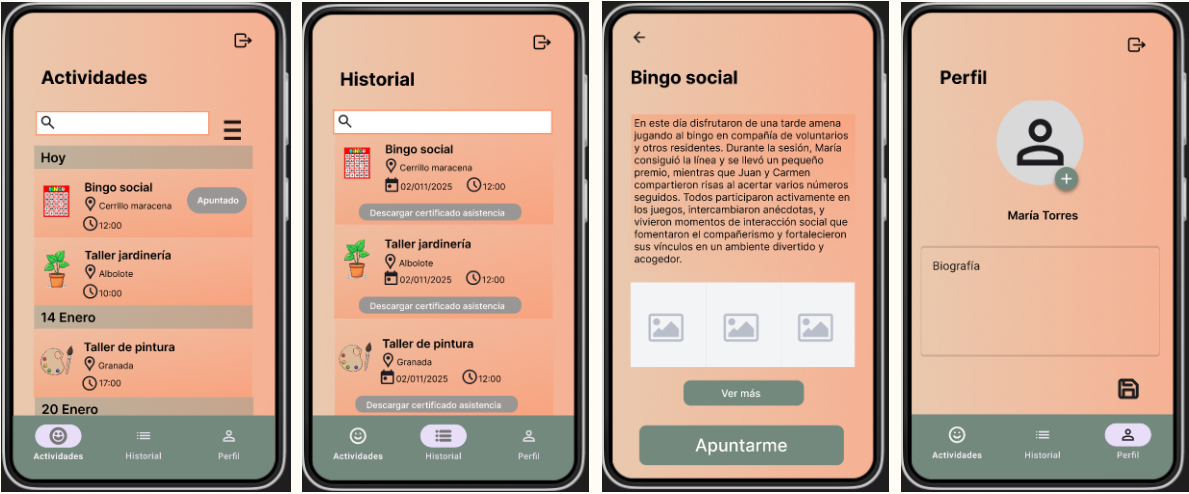 Actividades
Hoy
Bingo social
Cerrillo maracena
Apuntado
12:00
Taller jardinería
Albolote
10:00
14 Enero
Taller de pintura
Granada
17:00
20 Enero
Actividades
Historial
Perfil
Historial
Bingo social
Cerrillo maracena
02/011/2025 12:00
Descargar certificado asistencia
Taller jardinería
Albolote
02/011/2025 12:00
Descargar certificado asistencia
Taller de pintura
Granada
02/011/2025 12:00
Descargar certificado asistencia
Actividades
Historial
Perfil
Bingo social
En este día disfrutaron de una tarde amena
jugando al bingo en compañía de voluntarios
y otros residentes. Durante la sesión, María
consiguió la línea y se llevó un pequeño
premio, mientras que Juan y Carmen
compartieron risas al acertar varios números
seguidos. Todos participaron activamente en
los juegos, intercambiaron anécdotas, y
vivieron momentos de interacción social que
fomentaron el compañerismo y fortalecieron
sus vínculos en un ambiente divertido y
acogedor.
Ver más
Apuntarme
Perfil
María Torres
Biografía
Actividades
Historial
Perfil